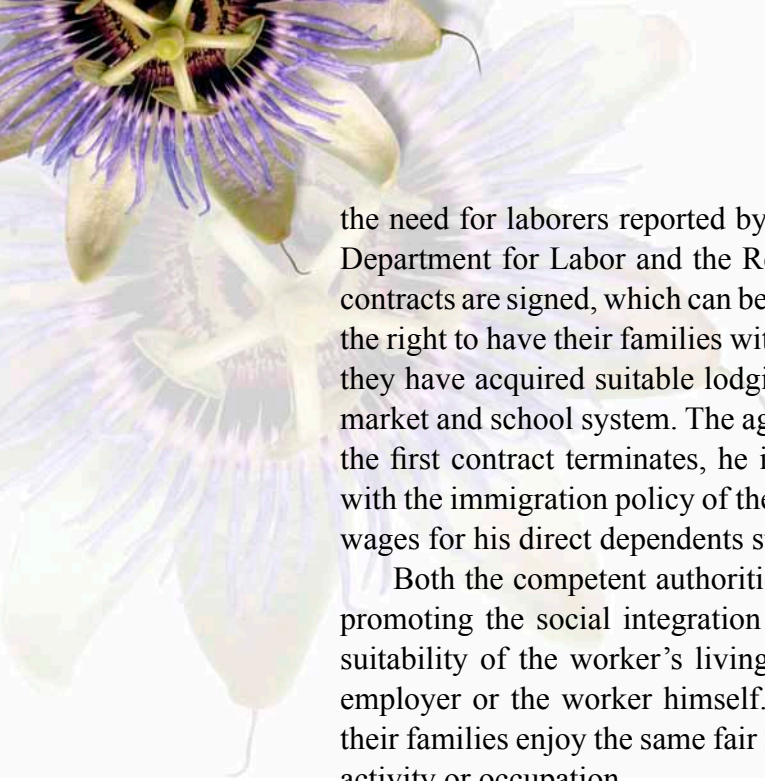 the need for laborers reported by
Department for Labor and the R
contracts are signed, which can be
the right to have their families wit
they have acquired suitable lodgi
market and school system. The ag
the first contract terminates, he i
with the immigration policy of the
wages for his direct dependents s
Both the competent authoriti
promoting the social integration
suitability of the worker’s living
employer or the worker himself.
their families enjoy the same fair
activity or occupation